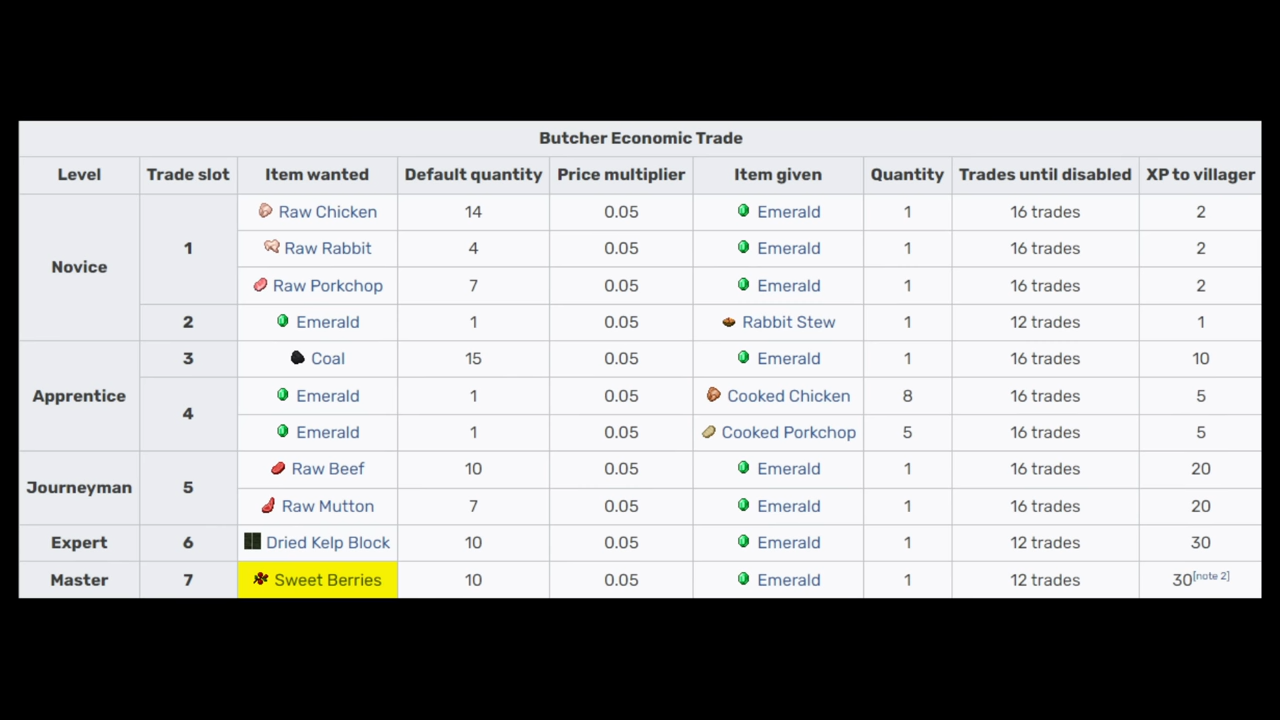 Butcher Economic Trade
Level Trade slot Item wanted Default quantity Price multiplier Item given Quantity Trades until disabled XP to villager
Novice 1 Raw Chicken 14 0.05 Emerald 1 16 trades 2
Raw Rabbit 4 0.05 Emerald 1 16 trades 2
Raw Porkchop 7 0.05 Emerald 1 16 trades 2
2 Emerald 1 0.05 Rabbit Stew 1 12 trades 1
Apprentice 3 Coal 15 0.05 Emerald 1 16 trades 10
4 Emerald 1 0.05 Cooked Chicken 8 16 trades 5
Emerald 1 0.05 Cooked Porkchop 5 16 trades 5
Journeyman 5 Raw Beef 10 0.05 Emerald 1 16 trades 20
Raw Mutton 7 0.05 Emerald 1 16 trades 20
Expert 6 Dried Kelp Block 10 0.05 Emerald 1 12 trades 30
Master 7 Sweet Berries 10 0.05 Emerald 1 12 trades 30[note 2]